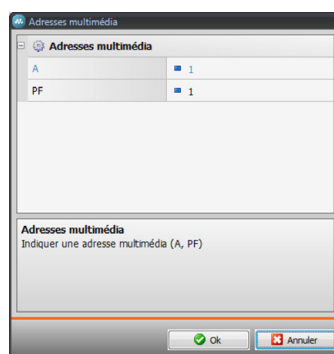 Adresses multimédia
Adresses multimédia
A 1
PF 1
Adresses multimédia
Indiquer une adresse multimédia (A, PF)
Ok Annuler